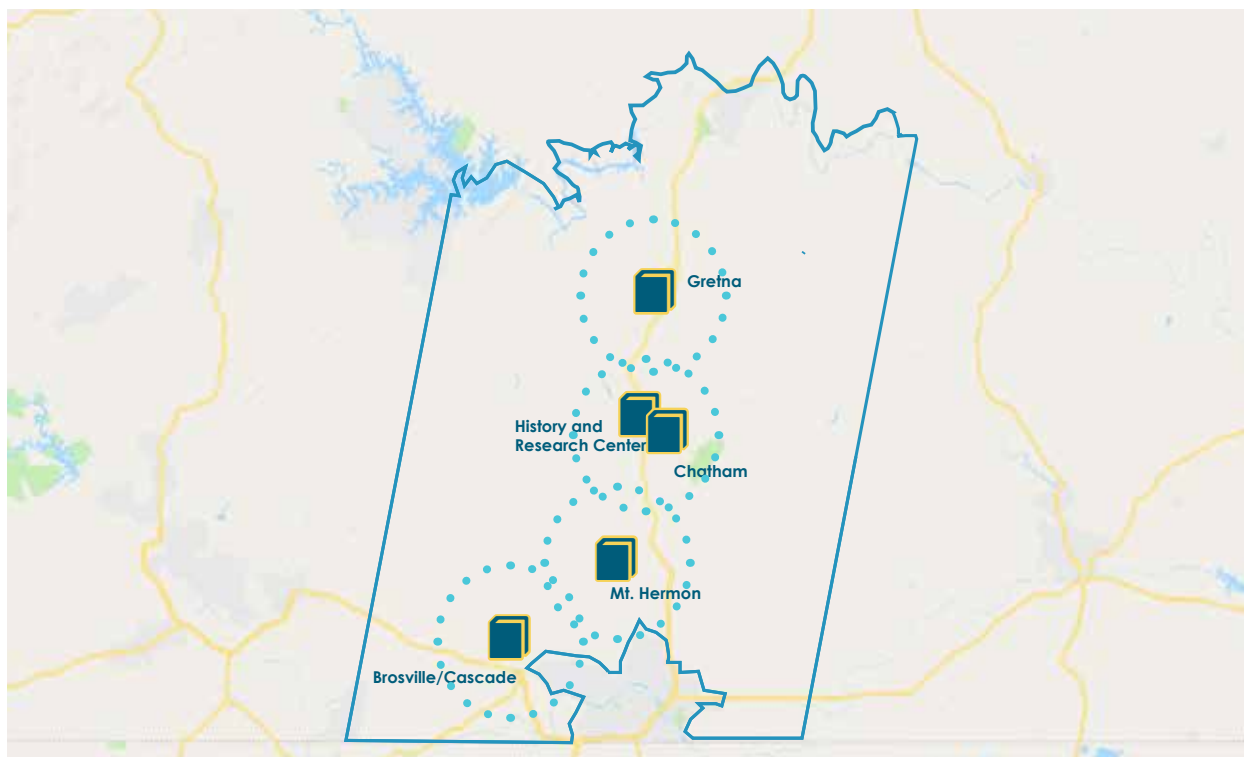 Gretna
History and
Research Center
Chatham
Mt. Hermon
Brosville/Cascade